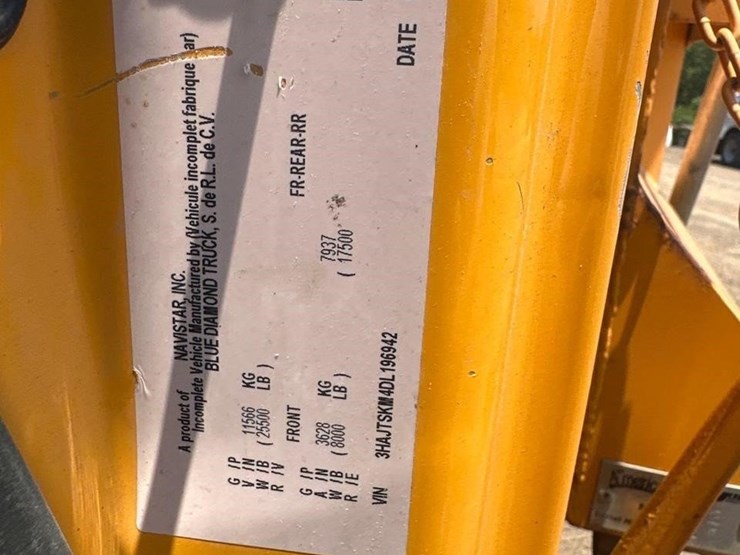 A product of NAVISTAR, INC.
Incomplete Vehicle Manufactured by (Vehicule incomplet fabrique par)
BLUE DIAMOND TRUCK, S. de R.L. de C.V.
G /P 11566 KG
V /N ( 25500 LB )
W /B
R /V
FRONT FR-REAR-RR
G /P 3628 KG 7937
A /N ( 8000 LB ) ( 17500
W /B
R /E
VIN DATE